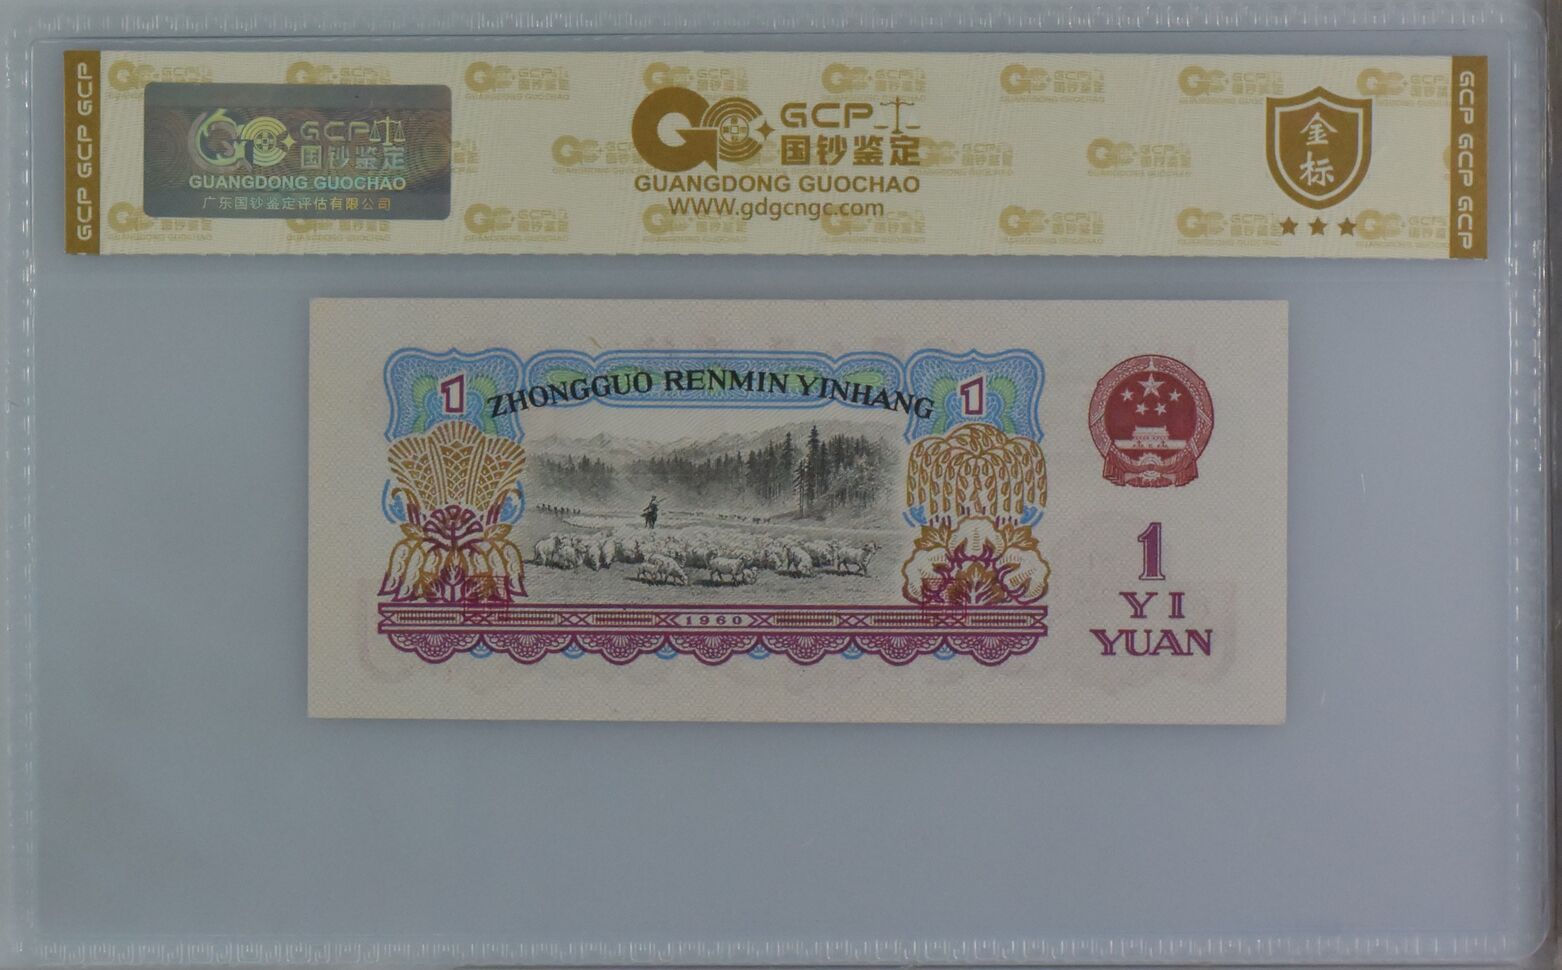 GCP GCP GCP
GCP
国钞鉴定
GUANGDONG GUOCHAO
广东国钞鉴定评估有限公司
GCP
国钞鉴定
GUANGDONG GUOCHAO
www.gdgcngc.com
金
标
GCP GCP GCP
1
ZHONGGUO RENMIN YINHANG
1
1
YI
YUAN
1960